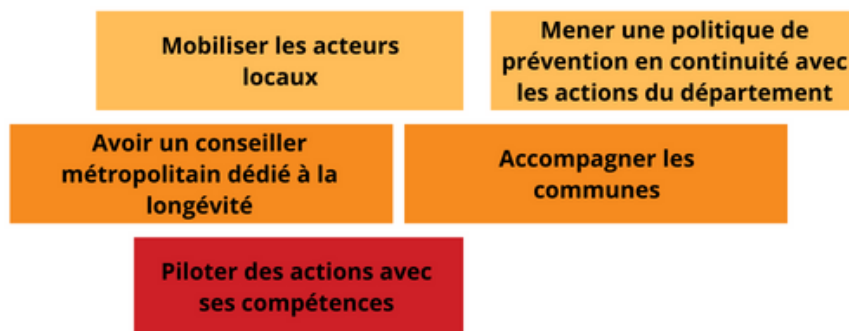 Mobiliser les acteurs
locaux
Mener une politique de
prévention en continuité avec
les actions du département
Avoir un conseiller
métropolitain dédié à la
longévité
Accompagner les
communes
Piloter des actions avec
ses compétences